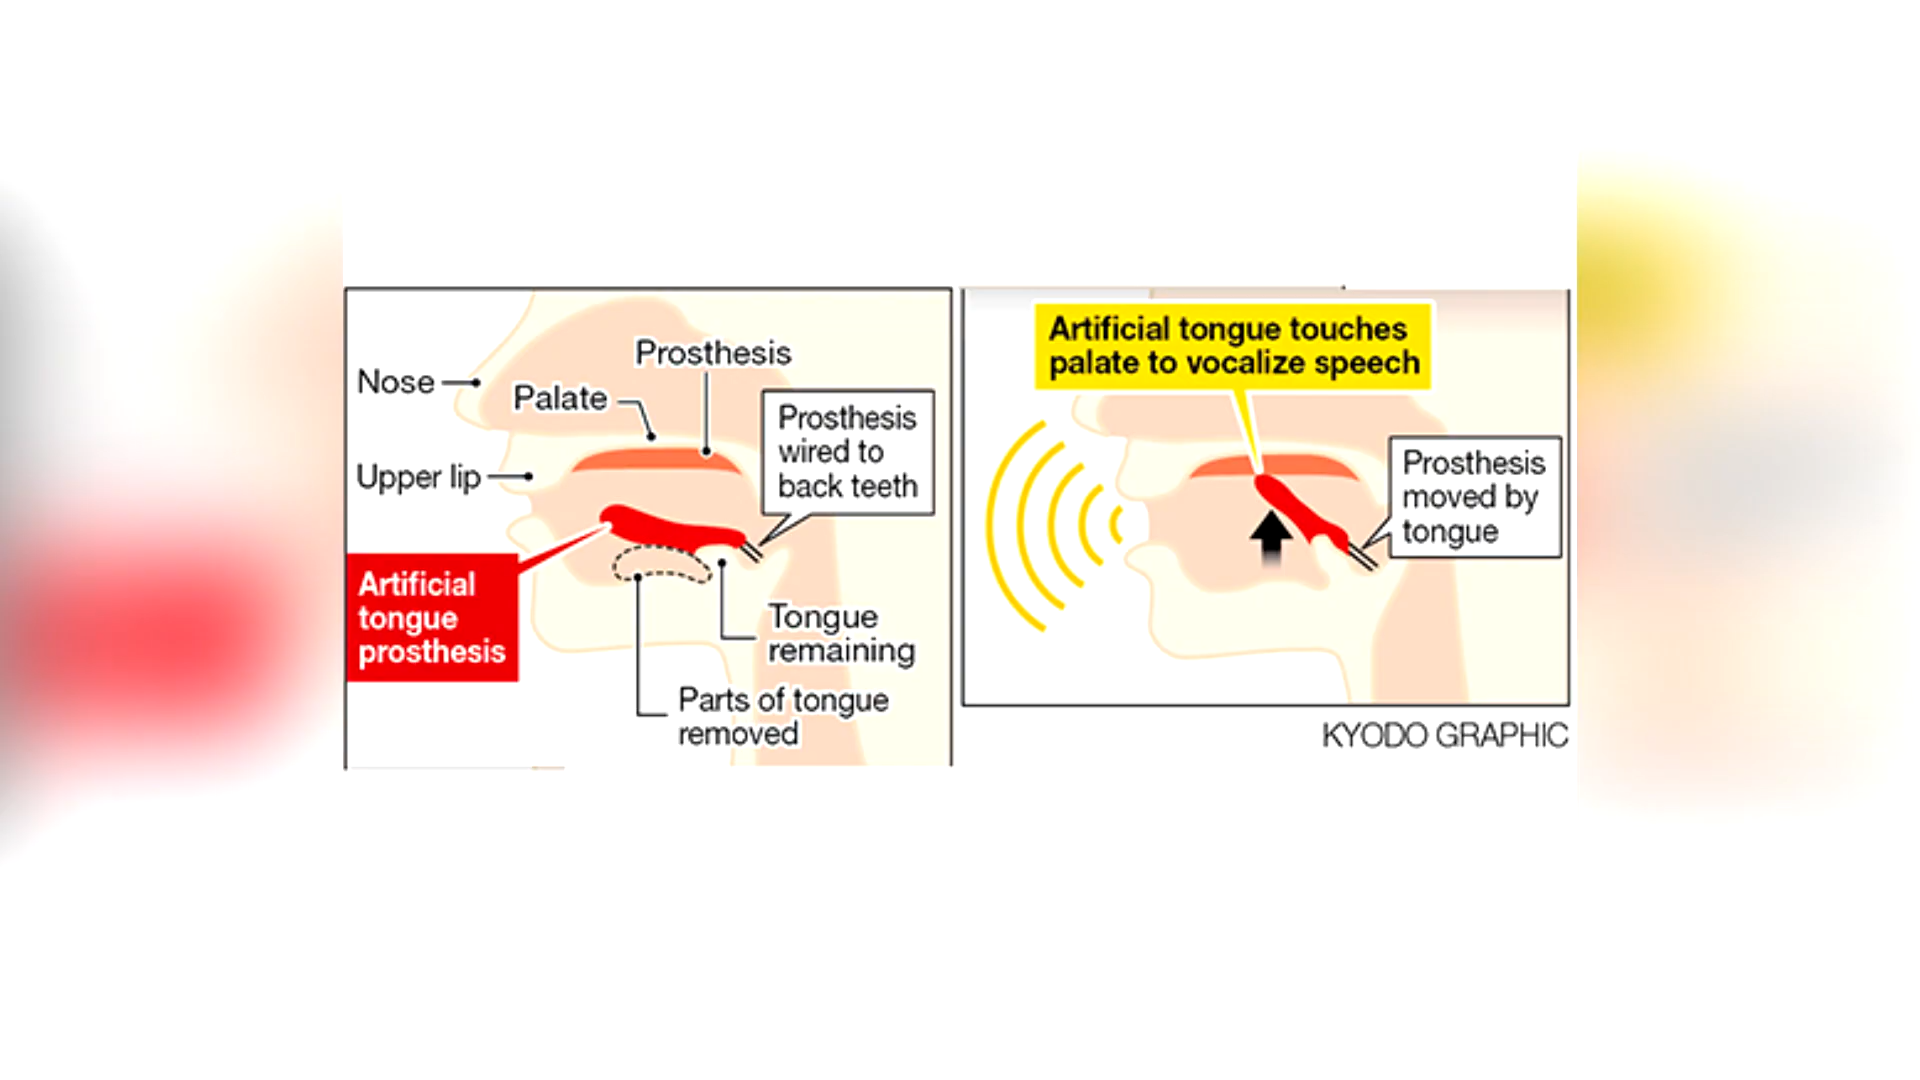 Nose
Palate
Prosthesis
Upper lip
Prosthesis
wired to
back teeth
Artificial
tongue
prosthesis
Tongue
remaining
Parts of tongue
removed
Artificial tongue touches
palate to vocalize speech
Prosthesis
moved by
tongue
KYODO GRAPHIC